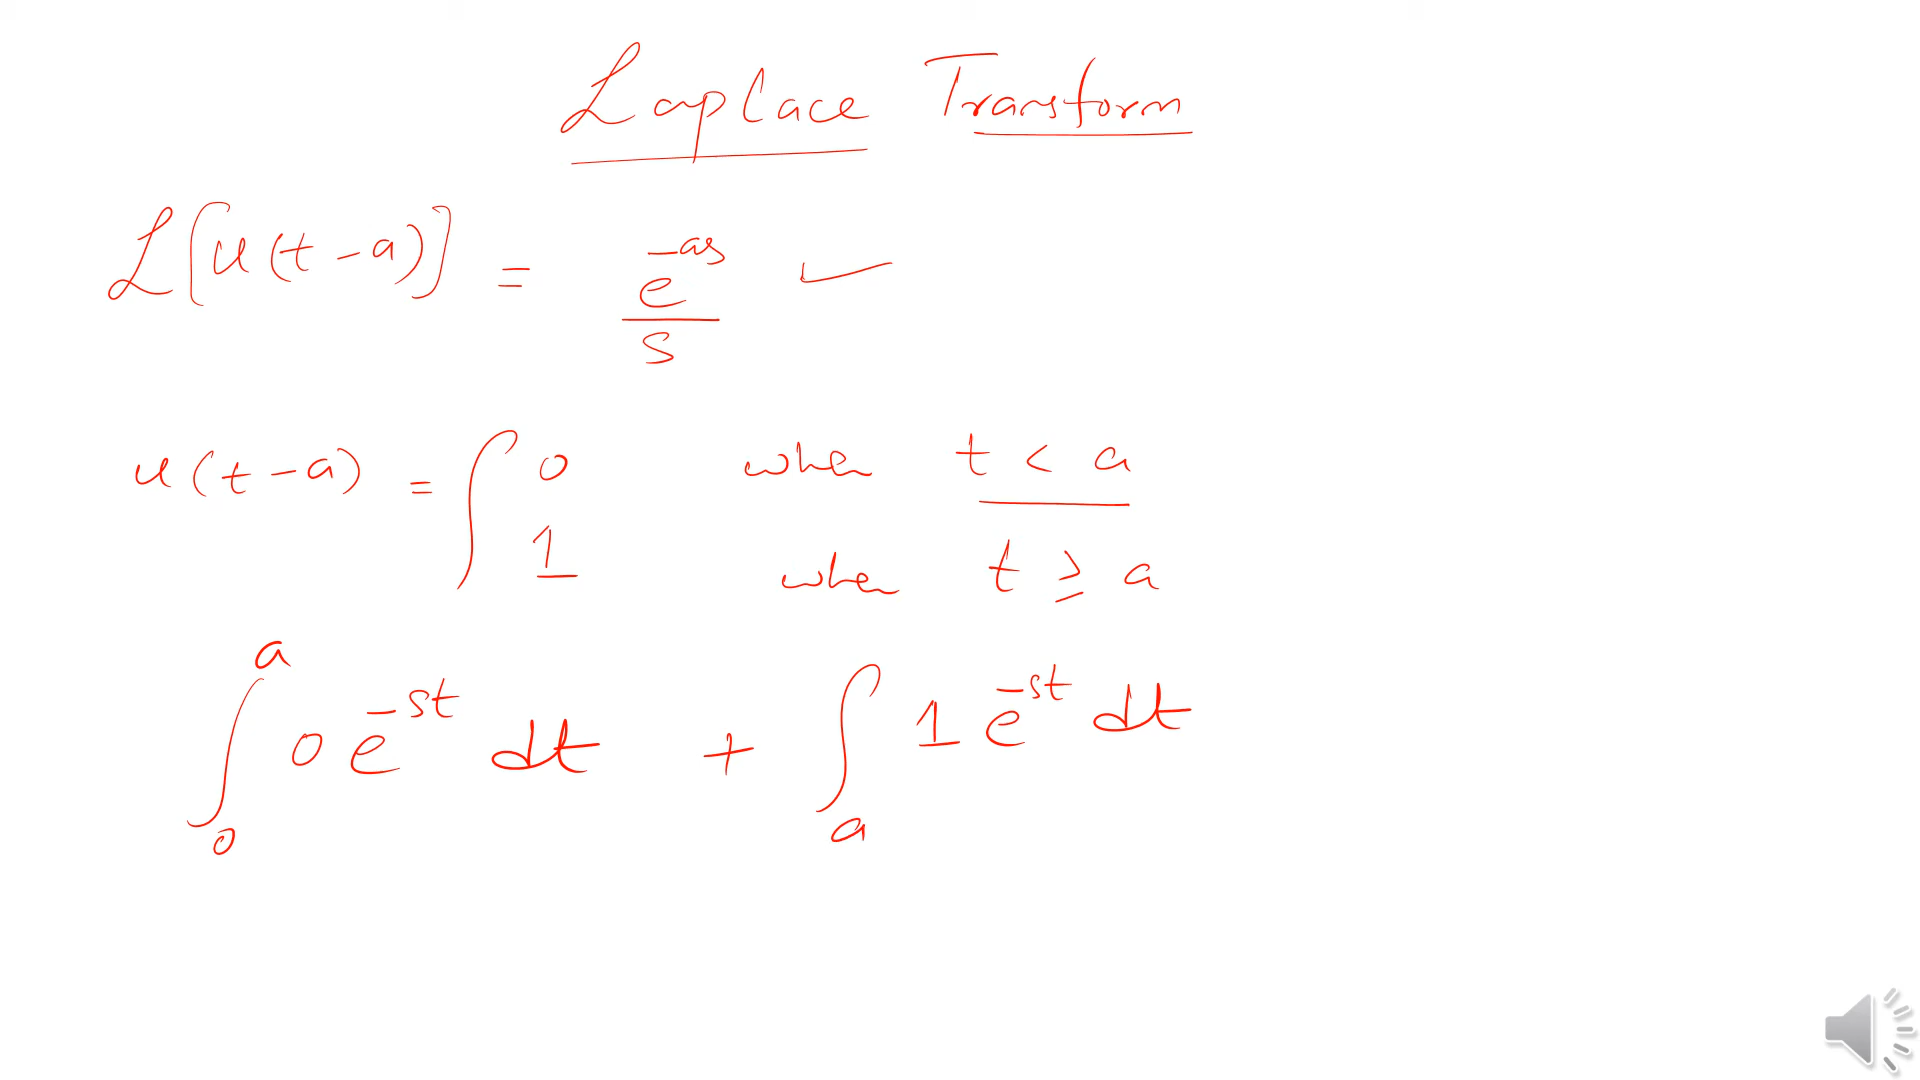 Laplace Transform
ℒ[u(t-a)] = e^{-as}/s ✓
u(t-a) = { 0 when t < a
1 when t ≥ a
∫_0^a 0 e^{-st} dt + ∫_a 1 e^{-st} dt